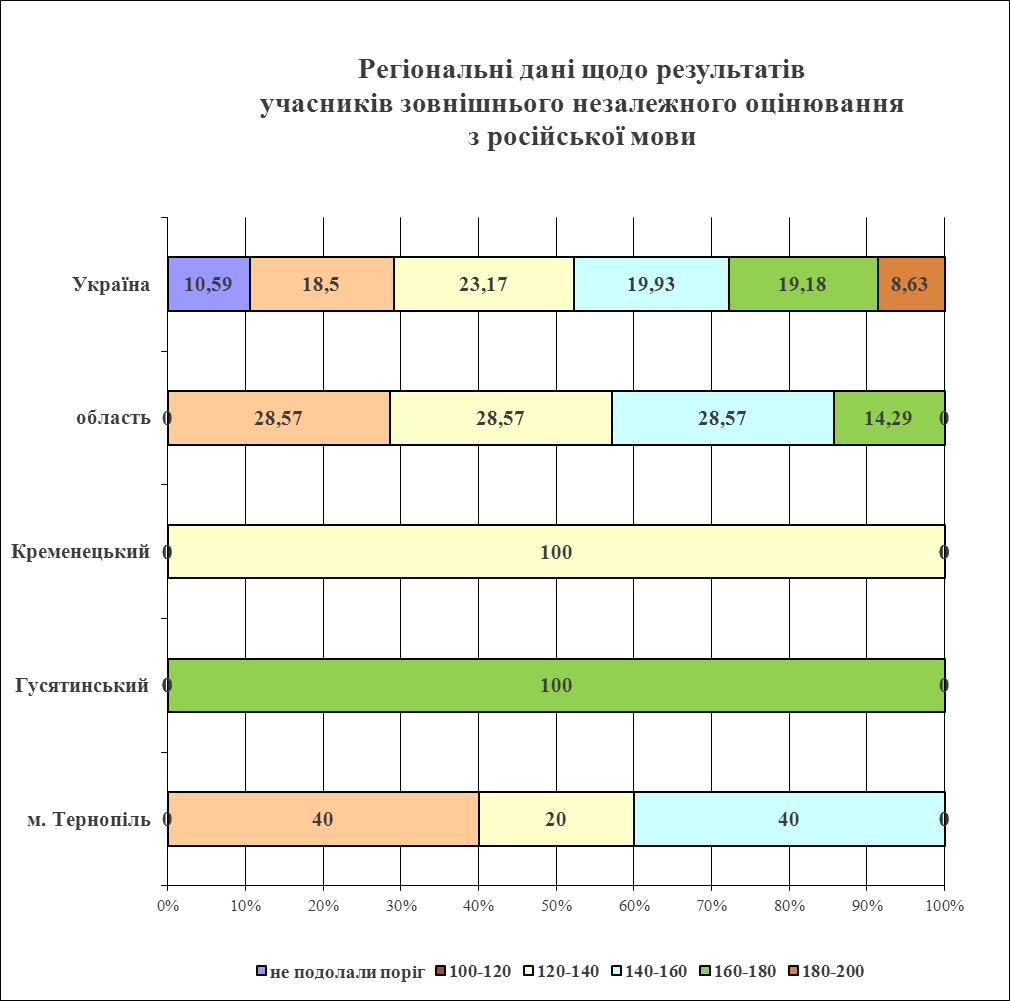 Регіональні дані щодо результатів
учасників зовнішнього незалежного оцінювання
з російської мови
Україна 10,59 18,5 23,17 19,93 19,18 8,63
область 0 28,57 28,57 28,57 14,29 0
Кременецький 0 100 0
Гусятинський 0 100 0
м. Тернопіль 0 40 20 40 0
0% 10% 20% 30% 40% 50% 60% 70% 80% 90% 100%
не подолали поріг 100-120 120-140 140-160 160-180 180-200